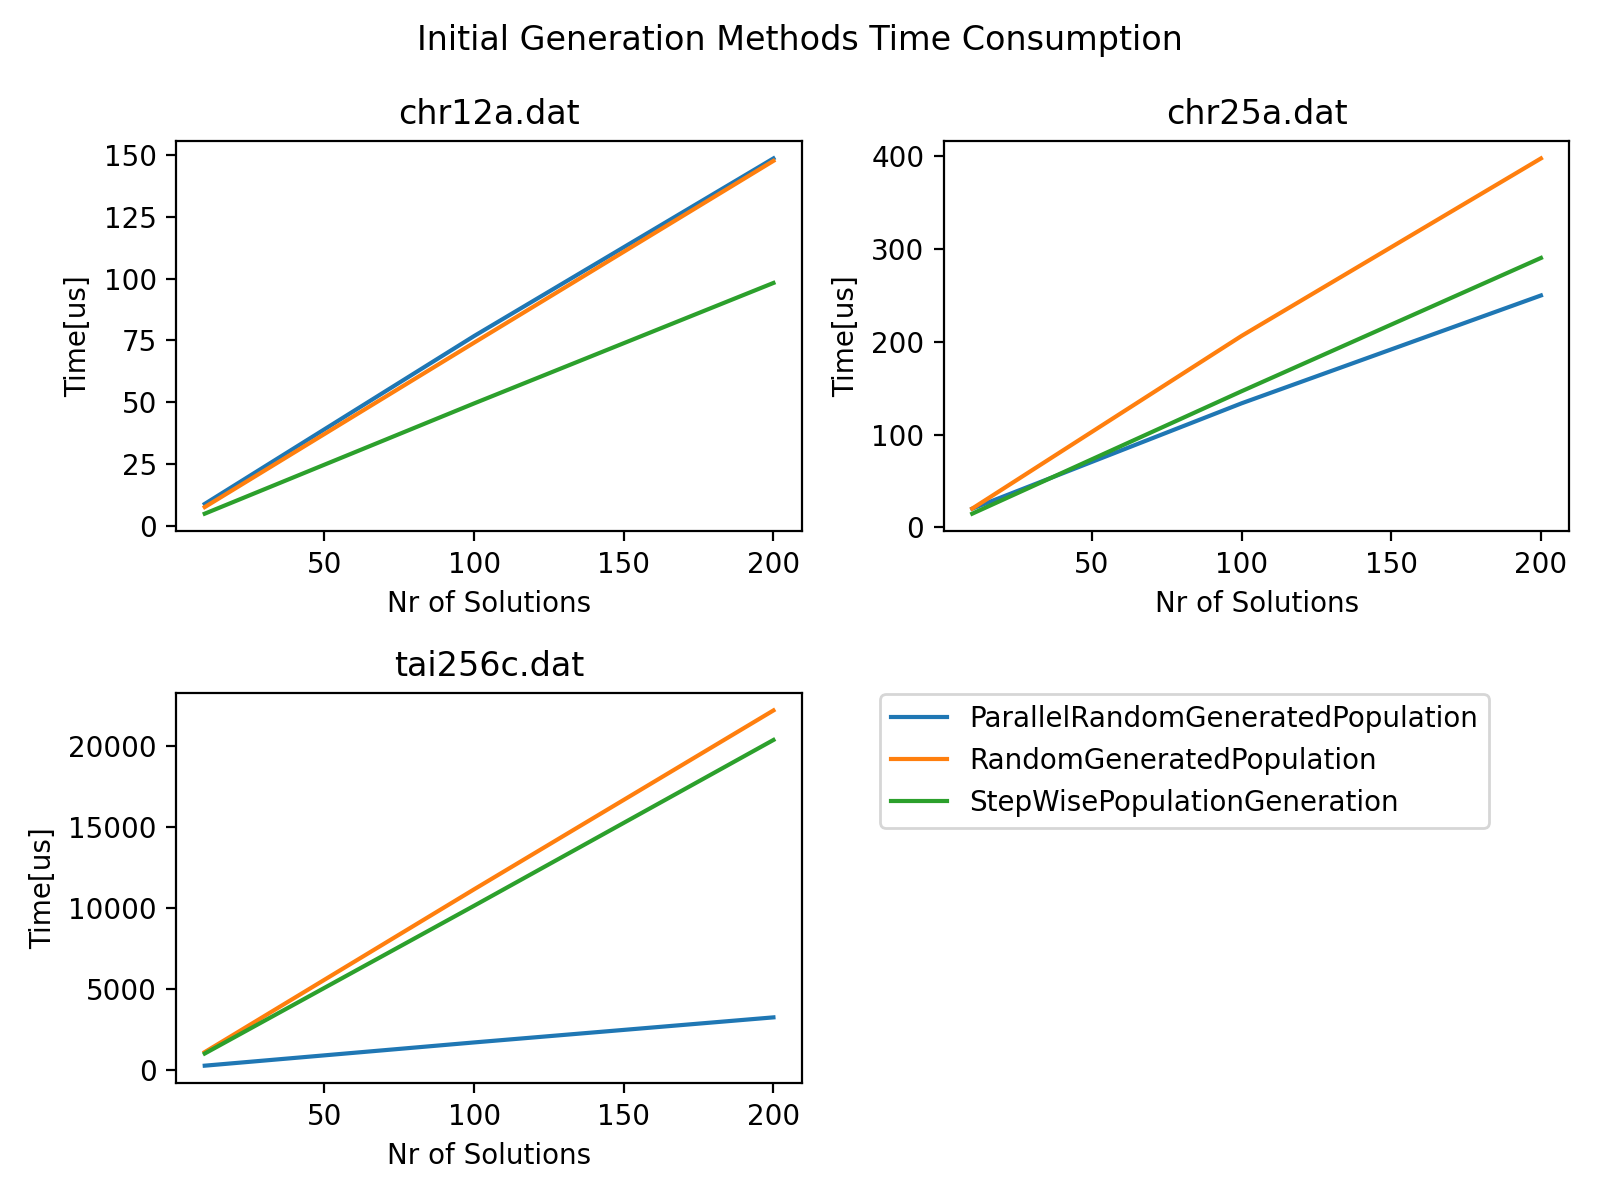 Initial Generation Methods Time Consumption
chr12a.dat
150
125
100
75
50
25
0
Time[us]
50 100 150 200
Nr of Solutions
chr25a.dat
400
300
200
100
0
Time[us]
50 100 150 200
Nr of Solutions
tai256c.dat
20000
15000
10000
5000
0
Time[us]
50 100 150 200
Nr of Solutions
ParallelRandomGeneratedPopulation
RandomGeneratedPopulation
StepWisePopulationGeneration